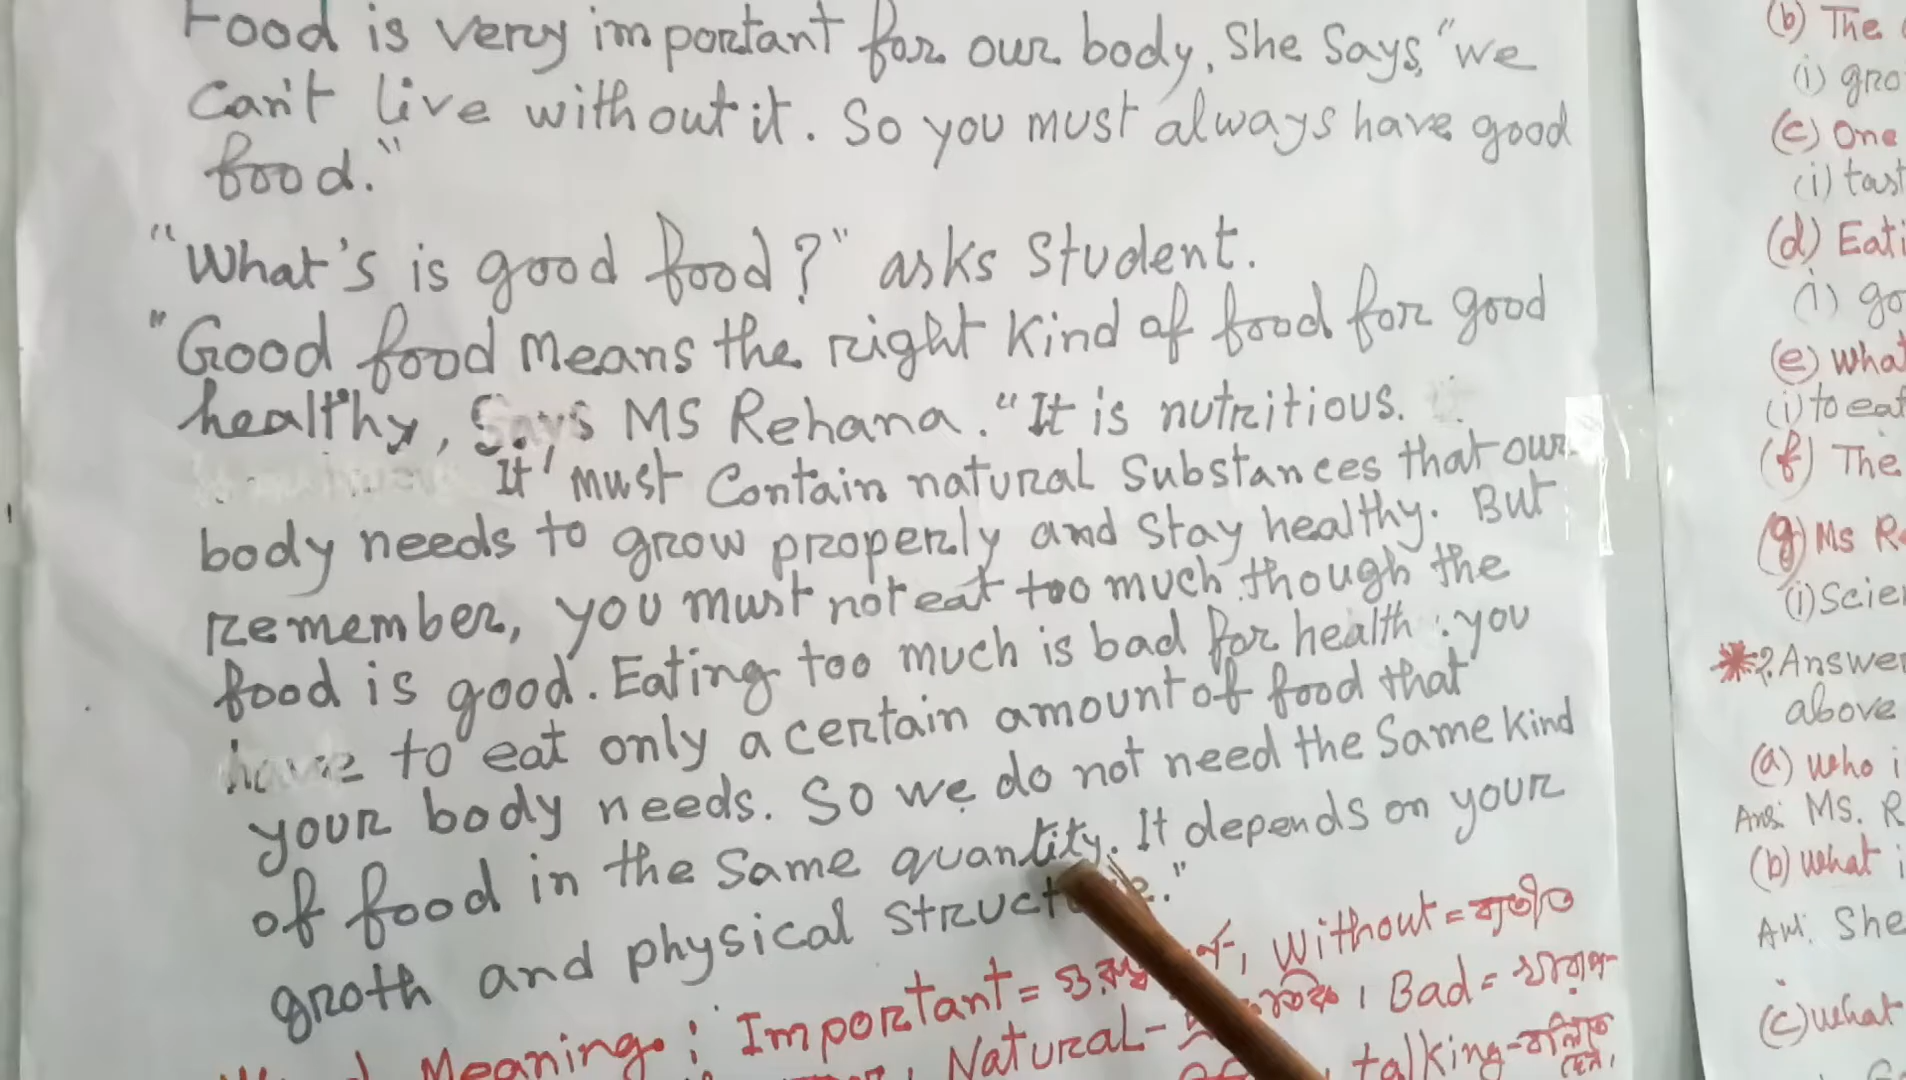 Food is very important for our body, She Says, "we
Can't live without it. So you must always have good
food."
"What's is good food?" asks Student.
"Good food means the right kind of food for good
healthy, Says MS Rehana. "It is nutritious.
It must Contain natural Substances that our
body needs to grow properly and Stay healthy. But
remember, you must not eat too much though the
food is good. Eating too much is bad for health. you
have to eat only a certain amount of food that
your body needs. So we do not need the Same kind
of food in the Same quantity. It depends on your
groth and physical struct
Meaning: Important= Without=ব্যতীত
Natural- Bad= খারাপ
talking-
(b) The
(i) gro
(c) One
(i) tast
(d) Eati
(i) go
(e) What
(i) to eat
(f) The
(g) Ms R
(i) Scien
2. Answer
above
(a) who i
Ans: Ms. R
(b) what i
Ans: She
(c) what